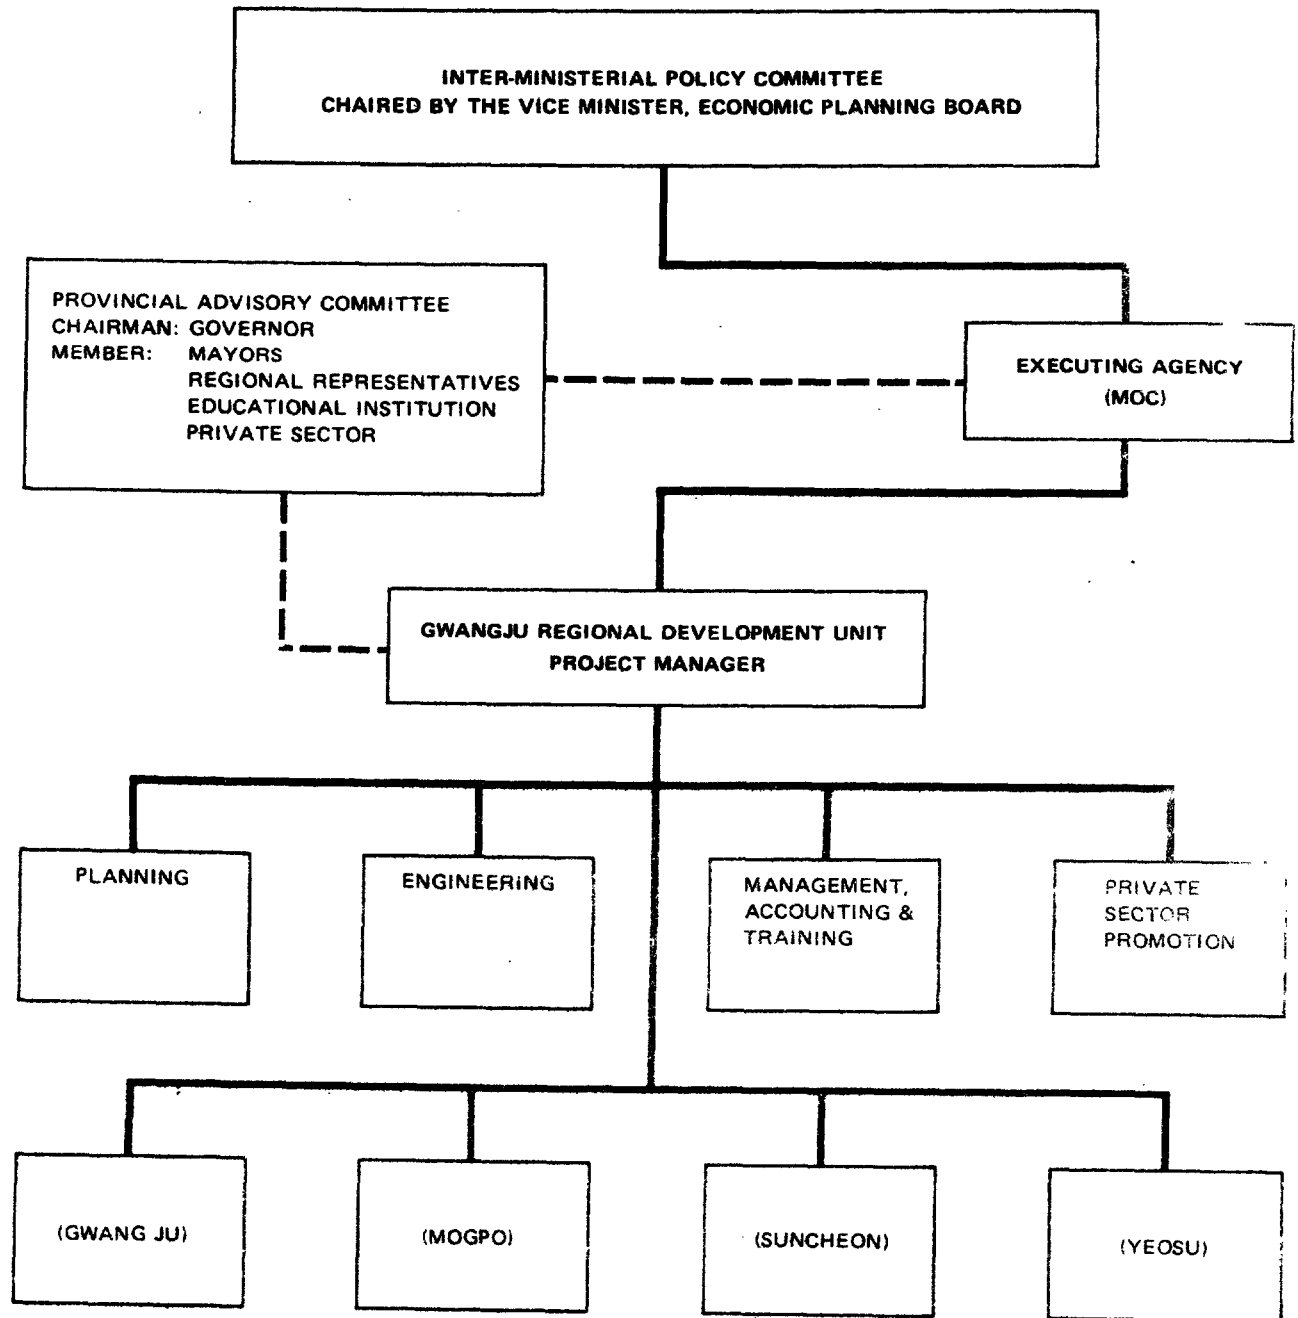 INTER-MINISTERIAL POLICY COMMITTEE
CHAIRED BY THE VICE MINISTER, ECONOMIC PLANNING BOARD
PROVINCIAL ADVISORY COMMITTEE
CHAIRMAN: GOVERNOR
MEMBER: MAYORS
REGIONAL REPRESENTATIVES
EDUCATIONAL INSTITUTION
PRIVATE SECTOR
EXECUTING AGENCY
(MOC)
GWANGJU REGIONAL DEVELOPMENT UNIT
PROJECT MANAGER
PLANNING
ENGINEERING
MANAGEMENT,
ACCOUNTING &
TRAINING
PRIVATE
SECTOR
PROMOTION
(GWANG JU)
(MOGPO)
(SUNCHEON)
(YEOSU)